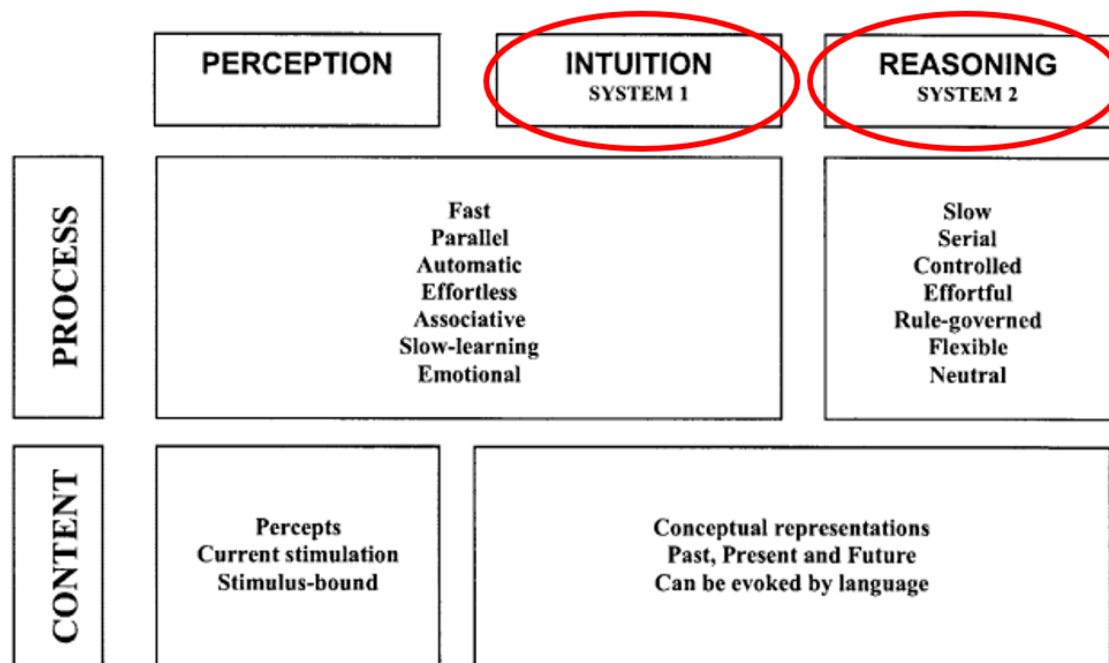 PERCEPTION
INTUITION
SYSTEM 1
REASONING
SYSTEM 2
PROCESS
Fast
Parallel
Automatic
Effortless
Associative
Slow-learning
Emotional
Slow
Serial
Controlled
Effortful
Rule-governed
Flexible
Neutral
CONTENT
Percepts
Current stimulation
Stimulus-bound
Conceptual representations
Past, Present and Future
Can be evoked by language